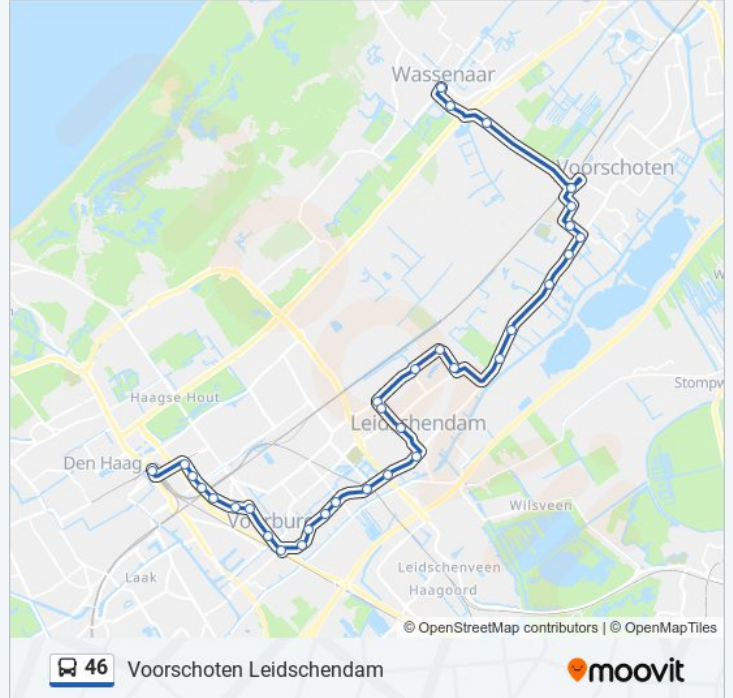 Wassenaar
Voorschoten
Haagse Hout
Stompw
Leidschendam
Den Haag
Voorburg
Wilsveen
Laak
Leidschenveen
Haagoord
© OpenStreetMap contributors | © OpenMapTiles
46 Voorschoten Leidschendam
moovit